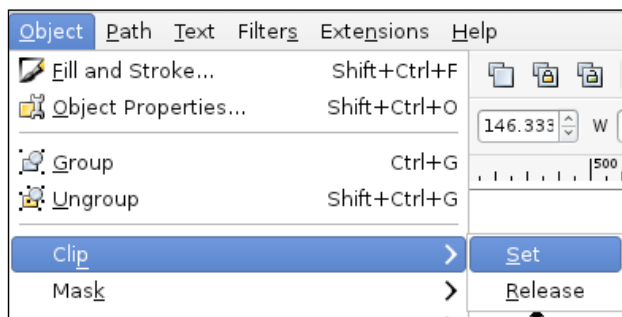 Object Path Text Filters Extensions Help
Fill and Stroke... Shift+Ctrl+F
Object Properties... Shift+Ctrl+O
146.333 W
Group Ctrl+G
500
Ungroup Shift+Ctrl+G
Clip Set
Mask Release